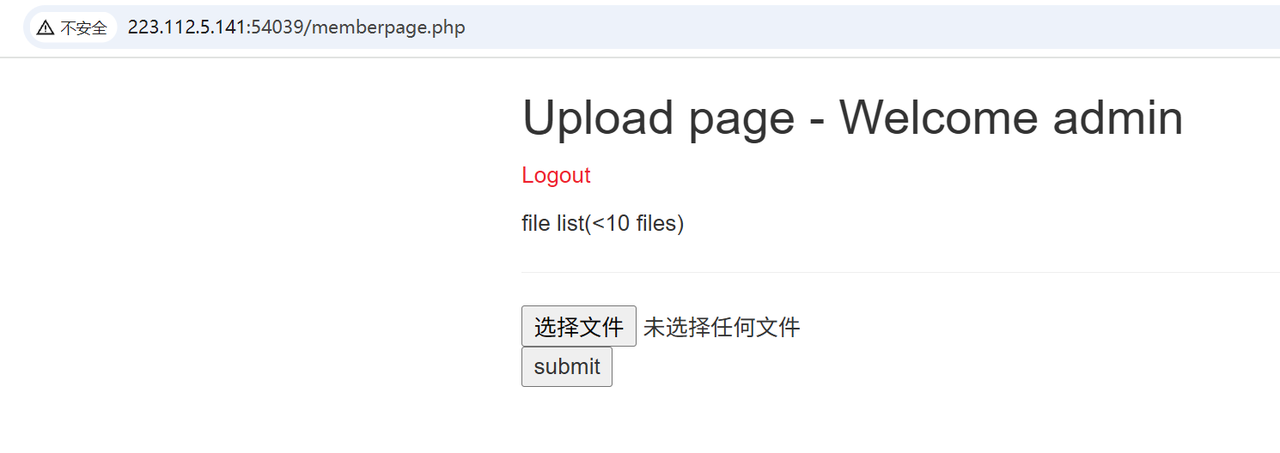 不安全 223.112.5.141:54039/memberpage.php
Upload page - Welcome admin
Logout
file list(<10 files)
选择文件 未选择任何文件
submit